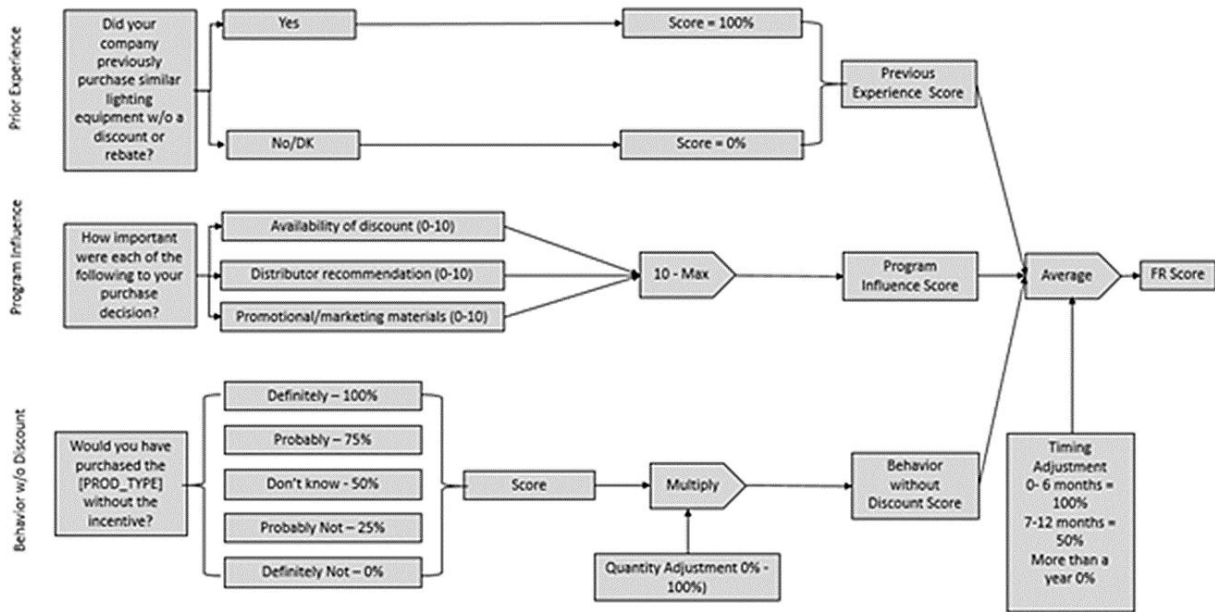 Prior Experience
Did your
company
previously
purchase similar
lighting
equipment w/o a
discount or
rebate?
Yes
Score = 100%
No/DK
Score = 0%
Previous
Experience Score
Program Influence
How important
were each of the
following to your
purchase
decision?
Availability of discount (0-10)
Distributor recommendation (0-10)
Promotional/marketing materials (0-10)
10 - Max
Program
Influence Score
Average
FR Score
Behavior w/o Discount
Would you have
purchased the
[PROD_TYPE]
without the
incentive?
Definitely – 100%
Probably – 75%
Don't know - 50%
Probably Not – 25%
Definitely Not – 0%
Score
Multiply
Quantity Adjustment 0% -
100%)
Behavior
without
Discount Score
Timing
Adjustment
0- 6 months =
100%
7-12 months =
50%
More than a
year 0%